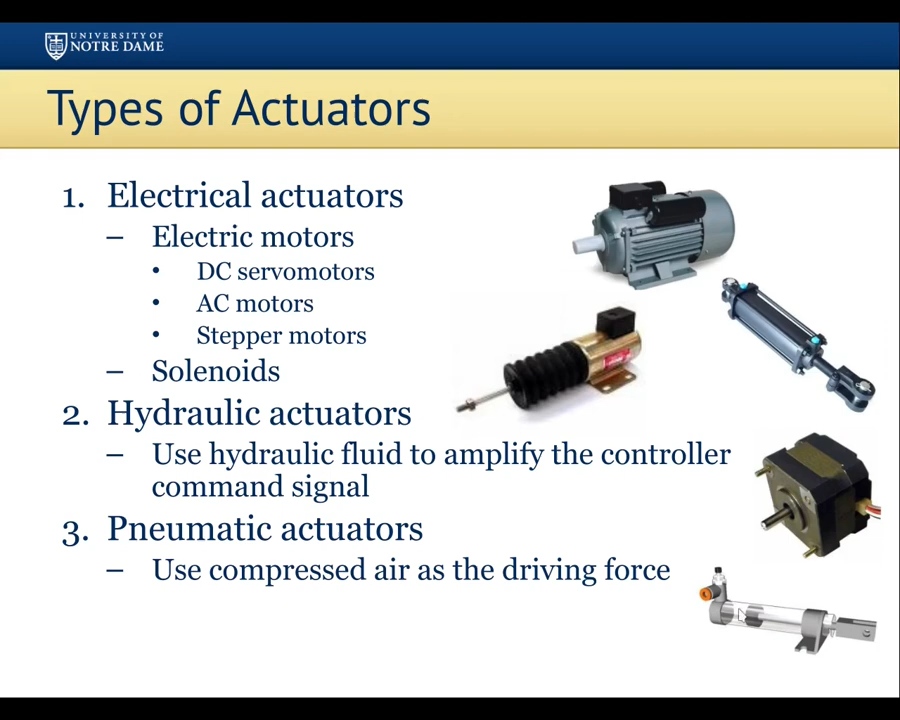 UNIVERSITY OF
NOTRE DAME
Types of Actuators
1. Electrical actuators
– Electric motors
• DC servomotors
• AC motors
• Stepper motors
– Solenoids
2. Hydraulic actuators
– Use hydraulic fluid to amplify the controller
command signal
3. Pneumatic actuators
– Use compressed air as the driving force